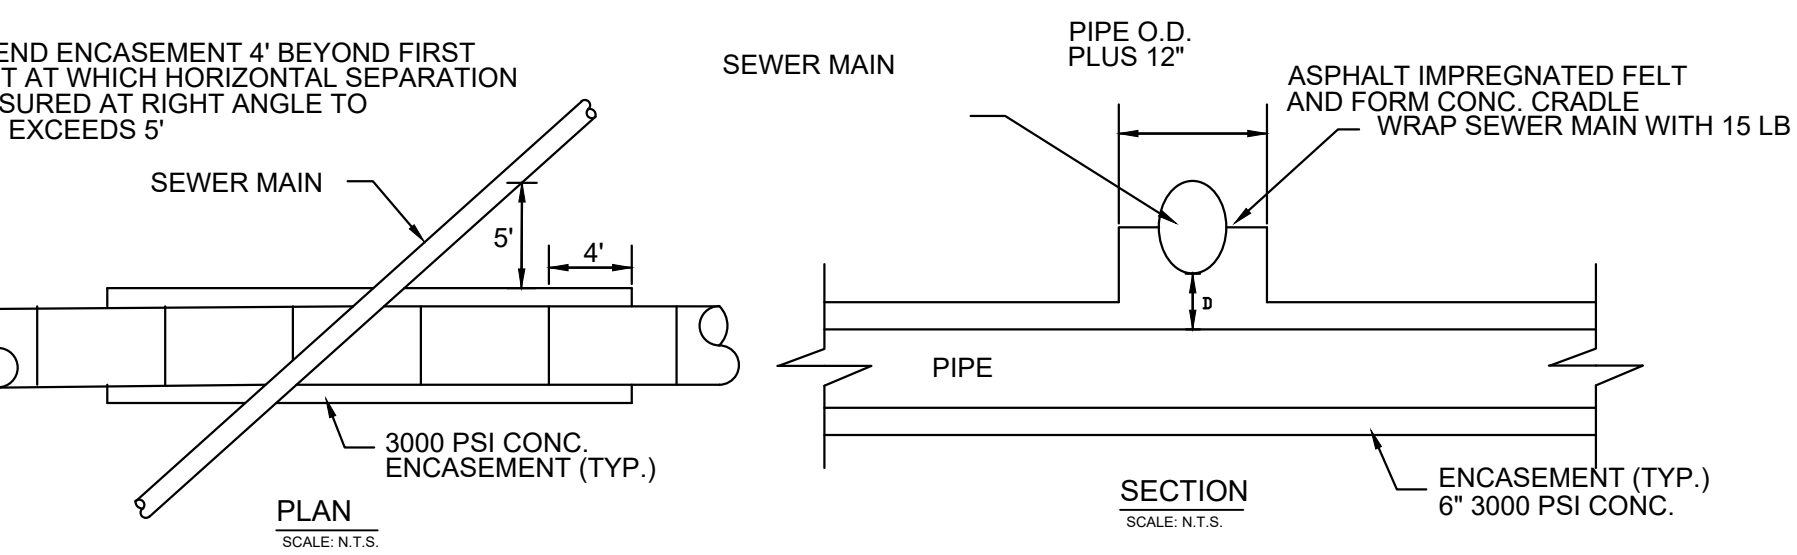 END ENCASEMENT 4' BEYOND FIRST
T AT WHICH HORIZONTAL SEPARATION
SURED AT RIGHT ANGLE TO
EXCEEDS 5'
SEWER MAIN
5'
4'
3000 PSI CONC.
ENCASEMENT (TYP.)
PLAN
SCALE: N.T.S.
SEWER MAIN
PIPE O.D.
PLUS 12"
ASPHALT IMPREGNATED FELT
AND FORM CONC. CRADLE
WRAP SEWER MAIN WITH 15 LB
D
PIPE
ENCASEMENT (TYP.)
6" 3000 PSI CONC.
SECTION
SCALE: N.T.S.